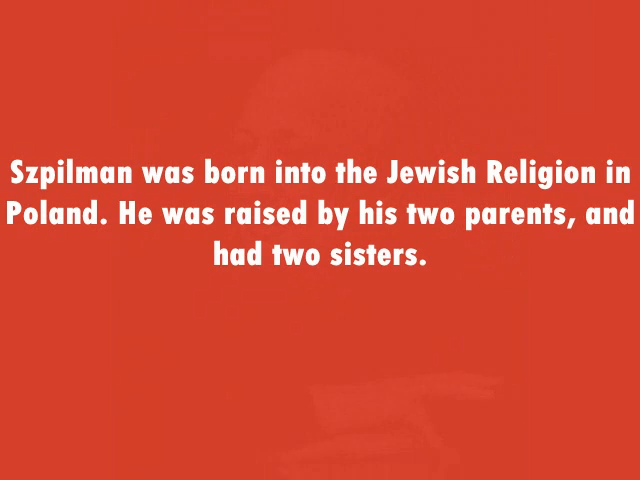 Szpilman was born into the Jewish Religion in
Poland. He was raised by his two parents, and
had two sisters.